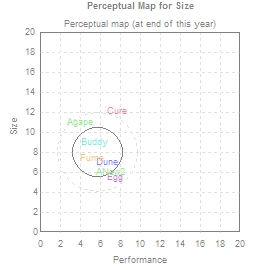 Perceptual Map for Size
Perceptual map (at end of this year)
20
18
16
14
12
10
8
6
4
2
0
Size
Cure
Agape
Buddy
Fume
Dune
Egg
0 2 4 6 8 10 12 14 16 18 20
Performance